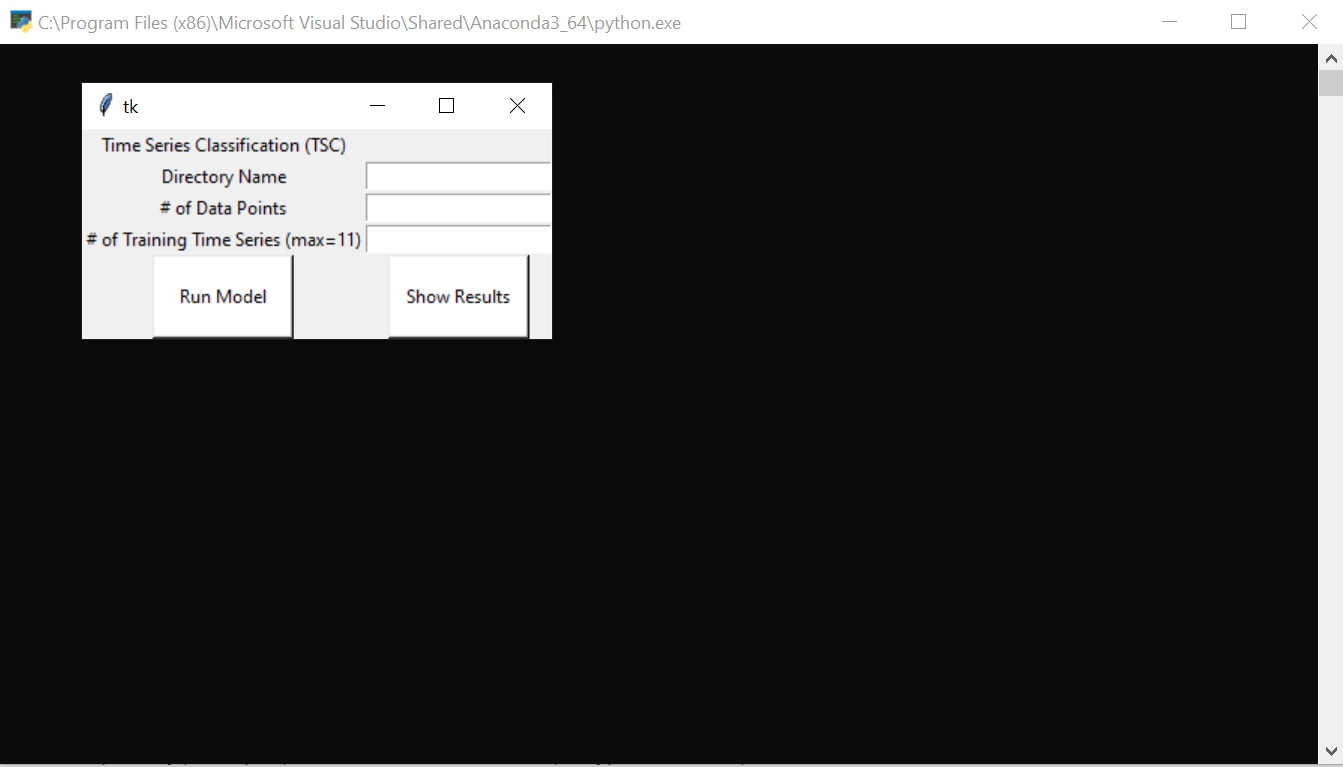 C:\Program Files (x86)\Microsoft Visual Studio\Shared\Anaconda3_64\python.exe
tk
Time Series Classification (TSC)
Directory Name
# of Data Points
# of Training Time Series (max=11)
Run Model Show Results